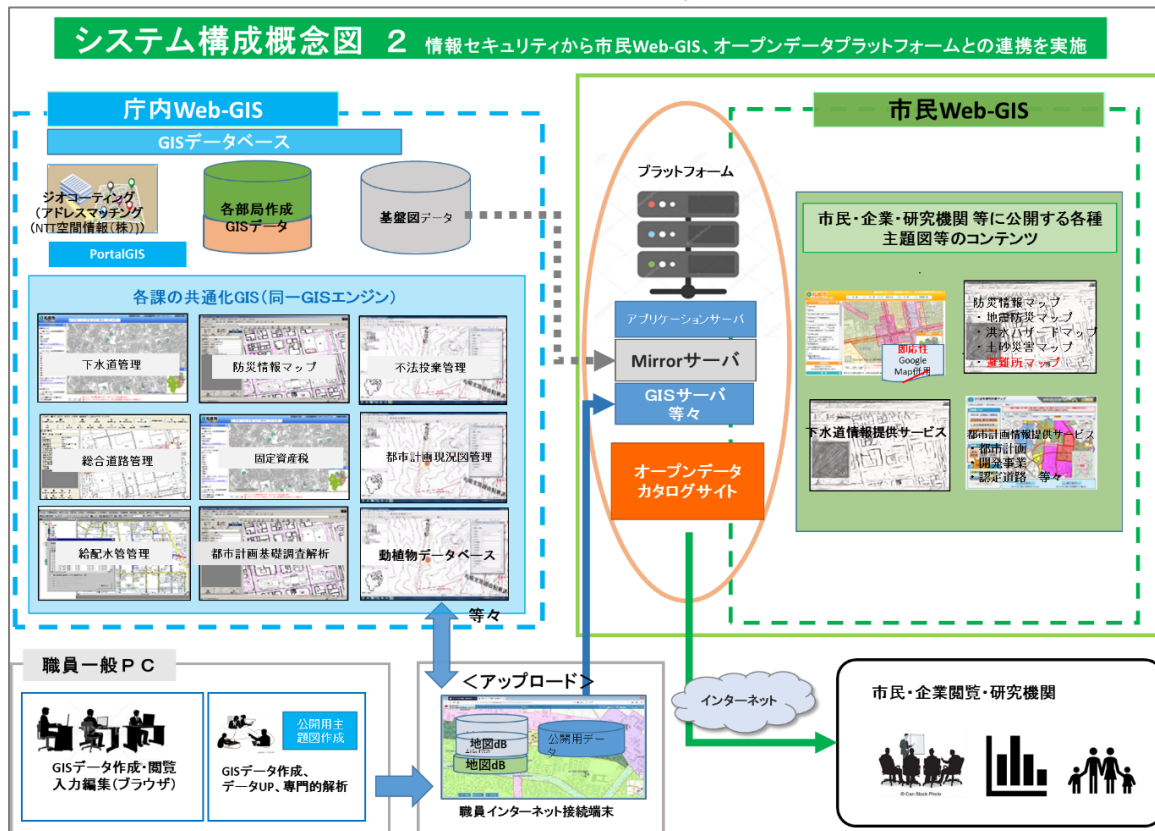 システム構成概念図 2 情報セキュリティから市民Web-GIS、オープンデータプラットフォームとの連携を実施
庁内Web-GIS
GISデータベース
ジオコーティング
(アドレスマッチング
(NTT空間情報(株)))
各部局作成
GISデータ
基盤図データ
PortalGIS
各課の共通化GIS(同一GISエンジン)
下水道管理
防災情報マップ
不法投棄管理
総合道路管理
固定資産税
都市計画現況図管理
給配水管管理
都市計画基礎調査解析
動植物データベース
等々
プラットフォーム
アプリケーションサーバ
Mirrorサーバ
GISサーバ
等々
オープンデータ
カタログサイト
市民Web-GIS
市民・企業・研究機関 等に公開する各種
主題図等のコンテンツ
即応性
Google
Map併用
防災情報マップ
・地震防災マップ
・洪水ハザードマップ
・土砂災害マップ
・避難所マップ
下水道情報提供サービス
都市計画情報提供サービス
・都市計画
・開発事業
・認定道路 等々
職員一般PC
GISデータ作成・閲覧
入力編集(ブラウザ)
公開用主
題図作成
GISデータ作成、
データUP、専門的解析
<アップロード>
地図dB
地図dB
公開用データ
職員インターネット接続端末
インターネット
市民・企業閲覧・研究機関
© Can Stock Photo